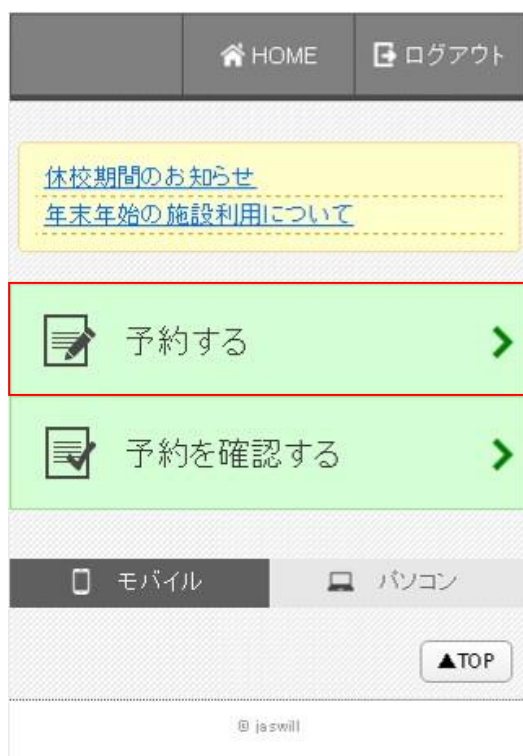 HOME ログアウト
休校期間のお知らせ
年末年始の施設利用について
予約する
予約を確認する
モバイル パソコン
▲TOP
© jaswill